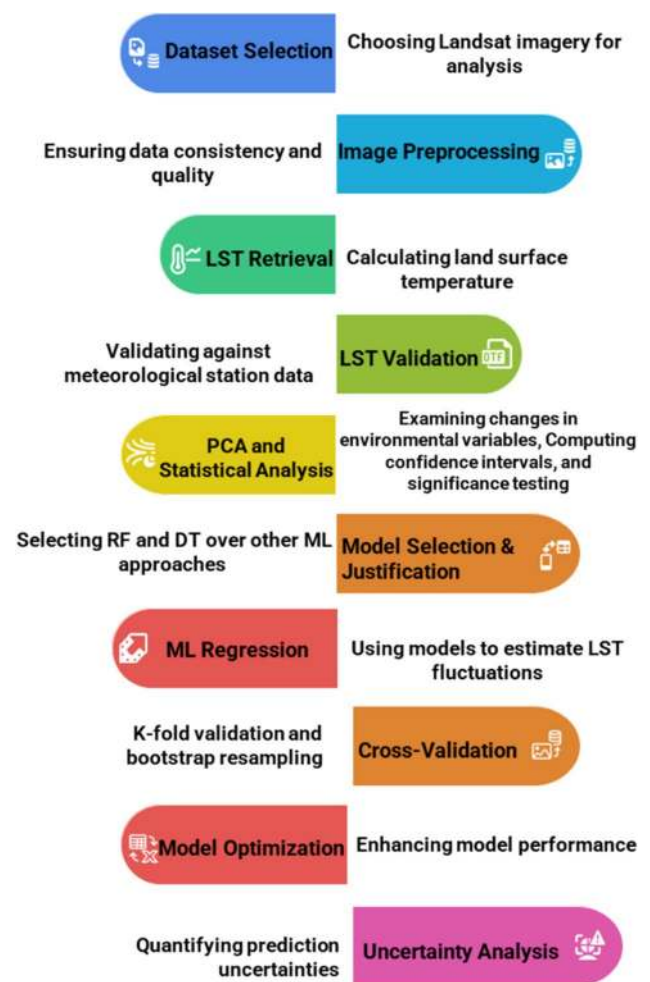 Dataset Selection
Choosing Landsat imagery for
analysis
Ensuring data consistency and
quality
Image Preprocessing
LST Retrieval
Calculating land surface
temperature
Validating against
meteorological station data
LST Validation
OTF
PCA and
Statistical Analysis
Examining changes in
environmental variables, Computing
confidence intervals, and
significance testing
Selecting RF and DT over other ML
approaches
Model Selection &
Justification
ML Regression
Using models to estimate LST
fluctuations
K-fold validation and
bootstrap resampling
Cross-Validation
Model Optimization
Enhancing model performance
Quantifying prediction
uncertainties
Uncertainty Analysis